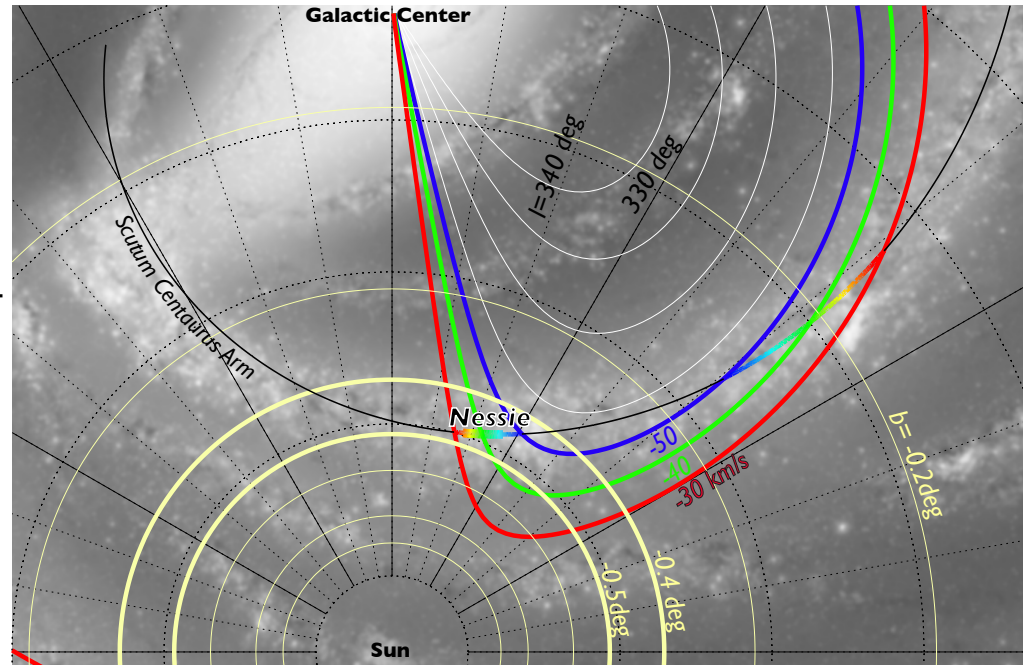 Galactic Center
l=340 deg
330 deg
Scutum Centaurus Arm
Nessie
-50
-40
-30 km/s
b= -0.2deg
-0.4 deg
-0.5deg
Sun